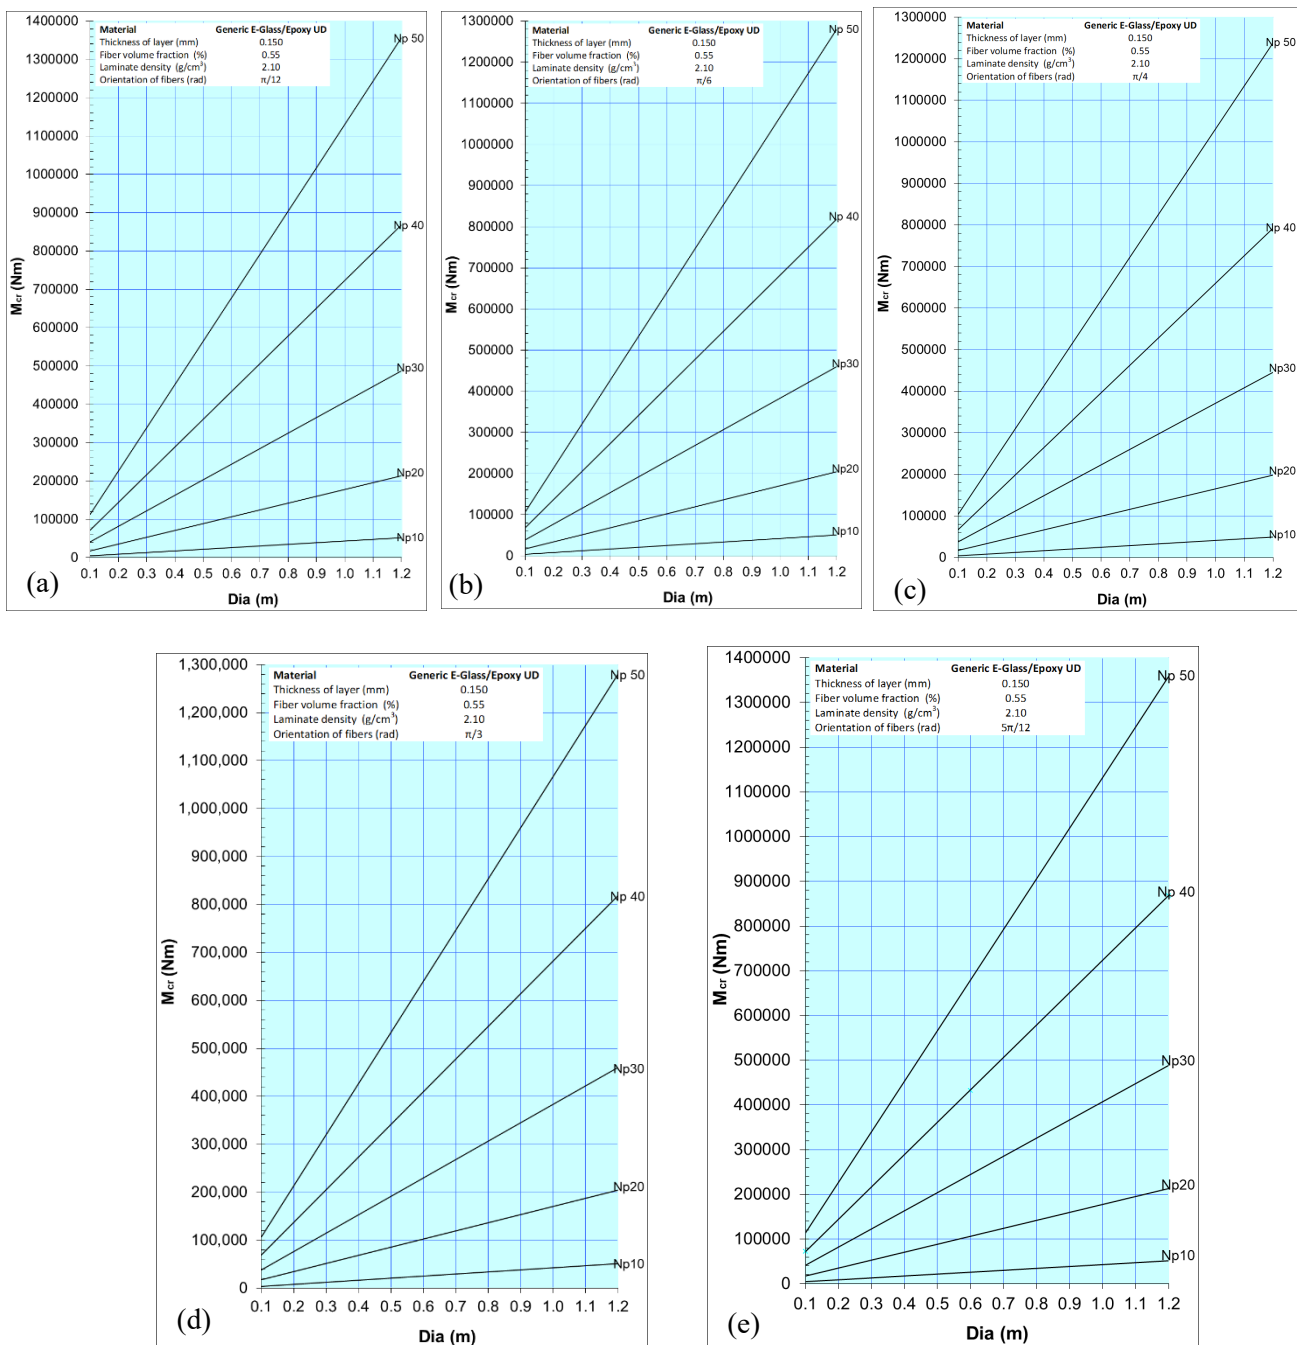 1400000
1300000
1200000
1100000
1000000
900000
800000
700000
600000
500000
400000
300000
200000
100000
0
Mcr (Nm)
Material Generic E-Glass/Epoxy UD
Thickness of layer (mm) 0.150
Fiber volume fraction (%) 0.55
Laminate density (g/cm³) 2.10
Orientation of fibers (rad) π/12
Np 50
Np 40
Np30
Np20
Np10
0.1 0.2 0.3 0.4 0.5 0.6 0.7 0.8 0.9 1.0 1.1 1.2
Dia (m)
(a)
1300000
1200000
1100000
1000000
900000
800000
700000
600000
500000
400000
300000
200000
100000
0
Mcr (Nm)
Material Generic E-Glass/Epoxy UD
Thickness of layer (mm) 0.150
Fiber volume fraction (%) 0.55
Laminate density (g/cm³) 2.10
Orientation of fibers (rad) π/6
Np 50
Np 40
Np30
Np20
Np10
0.1 0.2 0.3 0.4 0.5 0.6 0.7 0.8 0.9 1.0 1.1 1.2
Dia (m)
(b)
1300000
1200000
1100000
1000000
900000
800000
700000
600000
500000
400000
300000
200000
100000
0
Mcr (Nm)
Material Generic E-Glass/Epoxy UD
Thickness of layer (mm) 0.150
Fiber volume fraction (%) 0.55
Laminate density (g/cm³) 2.10
Orientation of fibers (rad) π/4
Np 50
Np 40
Np30
Np20
Np10
0.1 0.2 0.3 0.4 0.5 0.6 0.7 0.8 0.9 1.0 1.1 1.2
Dia (m)
(c)
1,300,000
1,200,000
1,100,000
1,000,000
900,000
800,000
700,000
600,000
500,000
400,000
300,000
200,000
100,000
0
Mcr (Nm)
Material Generic E-Glass/Epoxy UD
Thickness of layer (mm) 0.150
Fiber volume fraction (%) 0.55
Laminate density (g/cm³) 2.10
Orientation of fibers (rad) π/3
Np 50
Np 40
Np30
Np20
Np10
0.1 0.2 0.3 0.4 0.5 0.6 0.7 0.8 0.9 1.0 1.1 1.2
Dia (m)
(d)
1400000
1300000
1200000
1100000
1000000
900000
800000
700000
600000
500000
400000
300000
200000
100000
0
Mcr (Nm)
Material Generic E-Glass/Epoxy UD
Thickness of layer (mm) 0.150
Fiber volume fraction (%) 0.55
Laminate density (g/cm³) 2.10
Orientation of fibers (rad) 5π/12
Np 50
Np 40
Np30
Np20
Np10
0.1 0.2 0.3 0.4 0.5 0.6 0.7 0.8 0.9 1.0 1.1 1.2
Dia (m)
(e)